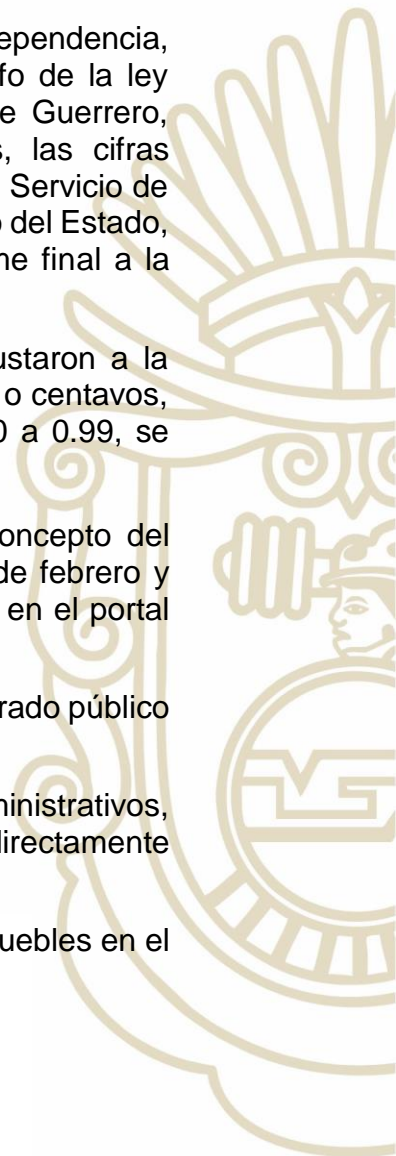 ependencia,
fo de la ley
e Guerrero,
s, las cifras
Servicio de
o del Estado,
me final a la
ustaron a la
o centavos,
0 a 0.99, se
oncepto del
de febrero y
en el portal
rado público
ministrativos,
directamente
uebles en el